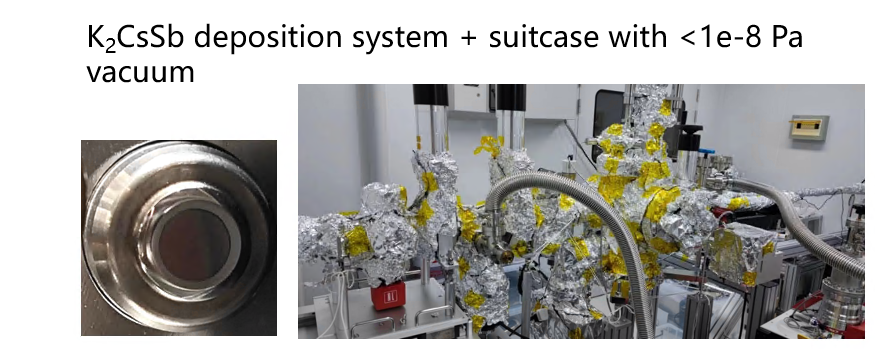 K₂CsSb deposition system + suitcase with <1e-8 Pa
vacuum